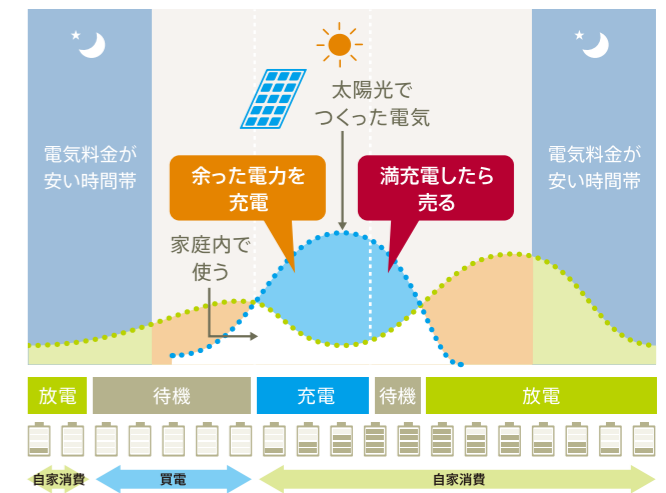 電気料金が
安い時間帯
太陽光で
つくった電気
電気料金が
安い時間帯
余った電力を
充電
満充電したら
売る
家庭内で
使う
放電
待機
充電
待機
放電
自家消費
買電
自家消費